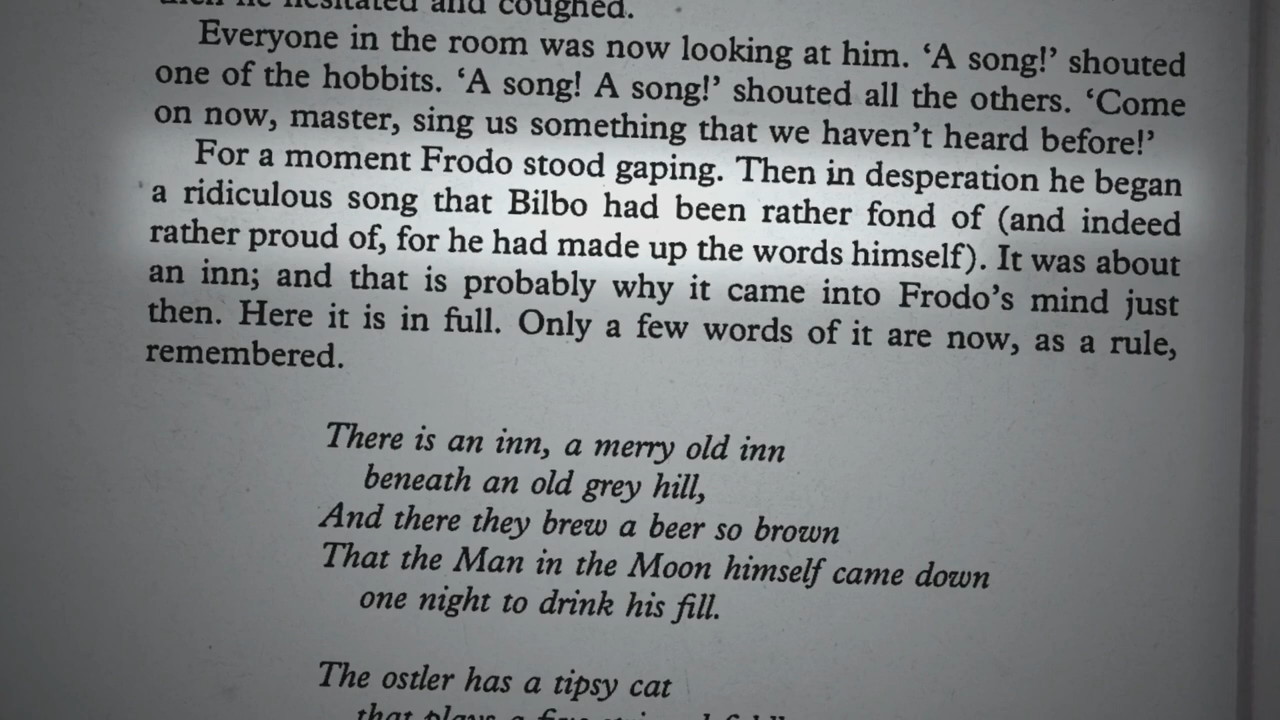 then he hesitated and coughed.
Everyone in the room was now looking at him. ‘A song!’ shouted
one of the hobbits. ‘A song! A song!’ shouted all the others. ‘Come
on now, master, sing us something that we haven’t heard before!’
For a moment Frodo stood gaping. Then in desperation he began
a ridiculous song that Bilbo had been rather fond of (and indeed
rather proud of, for he had made up the words himself). It was about
an inn; and that is probably why it came into Frodo’s mind just
then. Here it is in full. Only a few words of it are now, as a rule,
remembered.
There is an inn, a merry old inn
beneath an old grey hill,
And there they brew a beer so brown
That the Man in the Moon himself came down
one night to drink his fill.
The ostler has a tipsy cat
that plays a